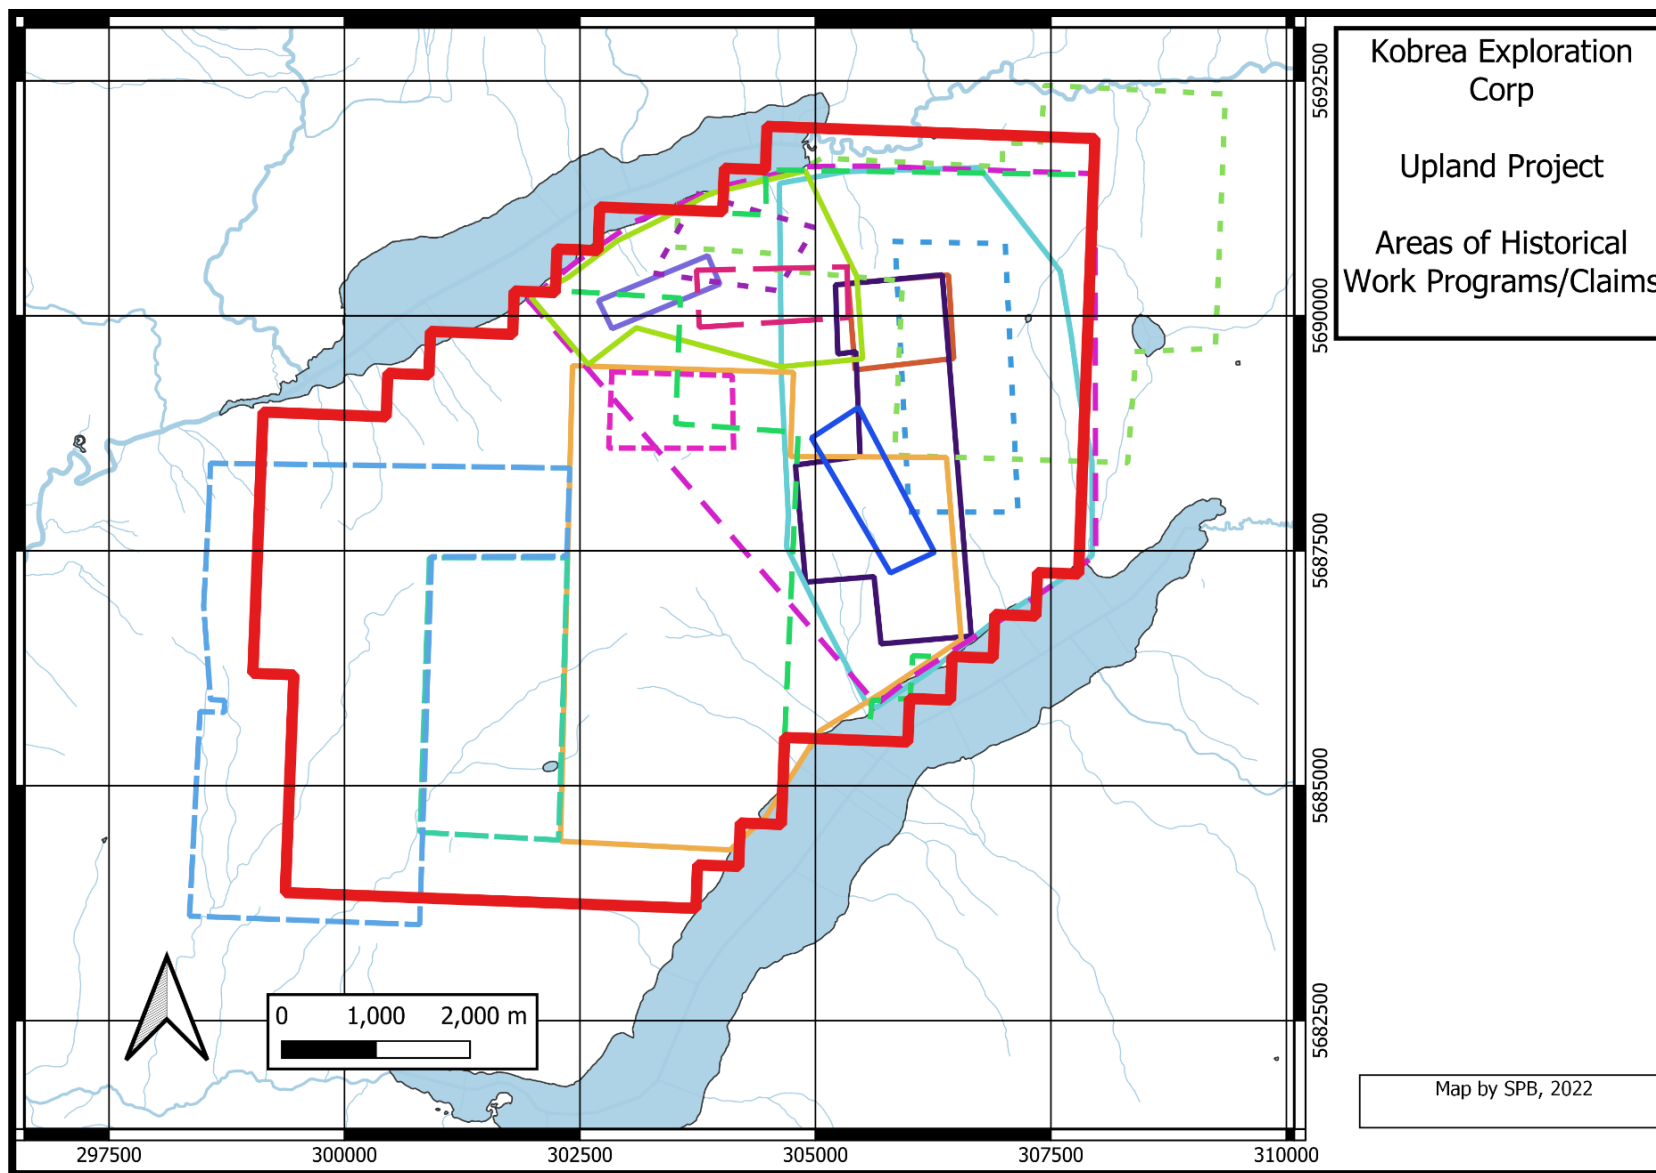 Kobrea Exploration
Corp
Upland Project
Areas of Historical
Work Programs/Claims
5692500
5690000
5687500
5685000
5682500
0 1,000 2,000 m
Map by SPB, 2022
297500 300000 302500 305000 307500 310000